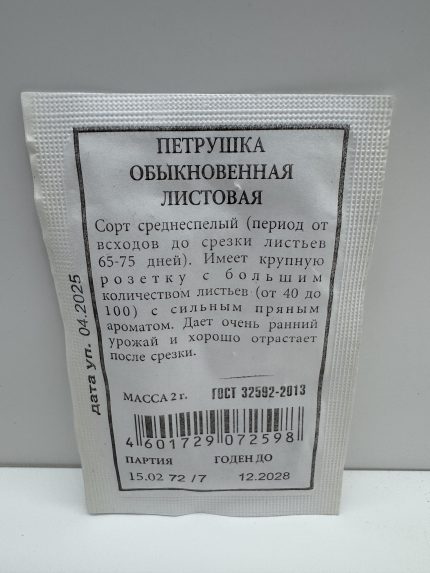 ПЕТРУШКА
ОБЫКНОВЕННАЯ
ЛИСТОВАЯ
Сорт среднеспелый (период от
всходов до срезки листьев
65-75 дней). Имеет крупную
розетку с большим
количеством листьев (от 40 до
100) с сильным пряным
ароматом. Дает очень ранний
урожай и хорошо отрастает
после срезки.
МАССА 2 г. ГОСТ 32592-2013
4 601729 072598
ПАРТИЯ ГОДЕН ДО
15.02 72 /7 12.2028
дата уп. 04.2025